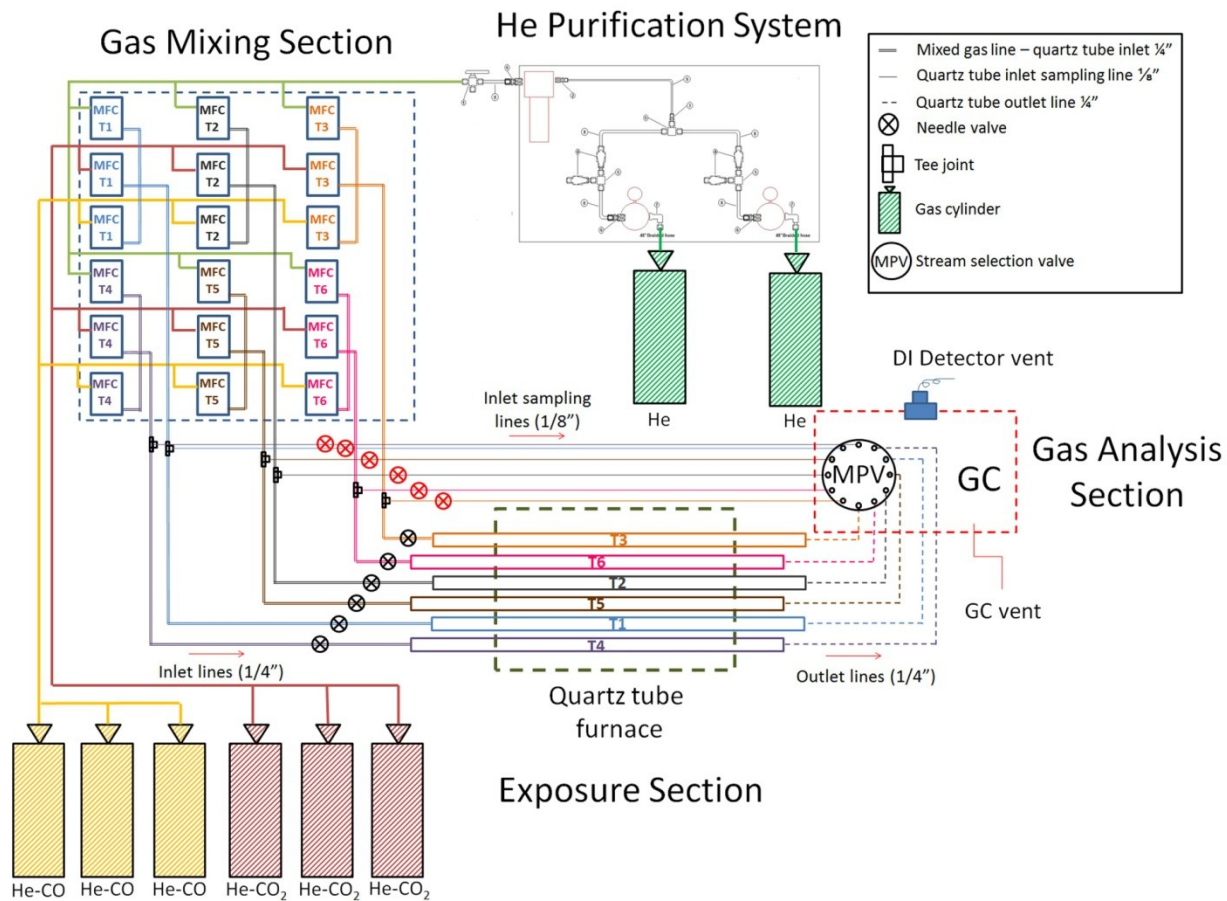 Gas Mixing Section
He Purification System
Mixed gas line – quartz tube inlet ¼”
Quartz tube inlet sampling line ⅛”
Quartz tube outlet line ¼”
Needle valve
Tee joint
Gas cylinder
MPV
Stream selection valve
MFC T1
MFC T2
MFC T3
MFC T1
MFC T2
MFC T3
MFC T1
MFC T2
MFC T3
MFC T4
MFC T5
MFC T6
MFC T4
MFC T5
MFC T6
MFC T4
MFC T5
MFC T6
He
He
DI Detector vent
Inlet sampling
lines (1/8”)
MPV
GC
Gas Analysis
Section
GC vent
T3
T6
T2
T5
T1
T4
Inlet lines (1/4”)
Outlet lines (1/4”)
Quartz tube
furnace
Exposure Section
He-CO
He-CO
He-CO
He-CO₂
He-CO₂
He-CO₂